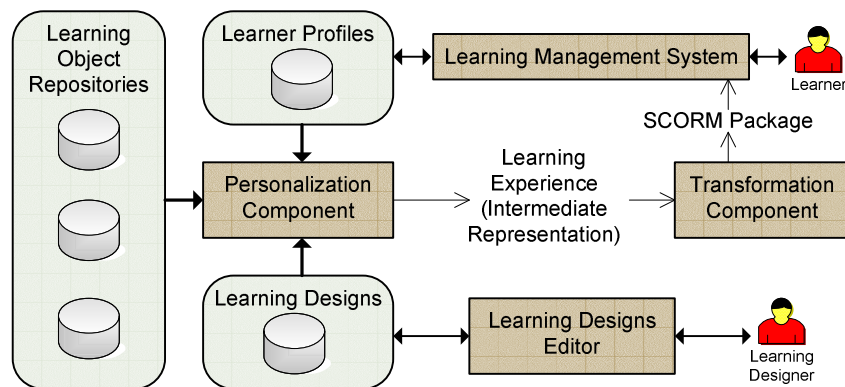 Learning
Object
Repositories
Learner Profiles
Learning Management System
Learner
SCORM Package
Personalization
Component
Learning
Experience
(Intermediate
Representation)
Transformation
Component
Learning Designs
Learning Designs
Editor
Learning
Designer